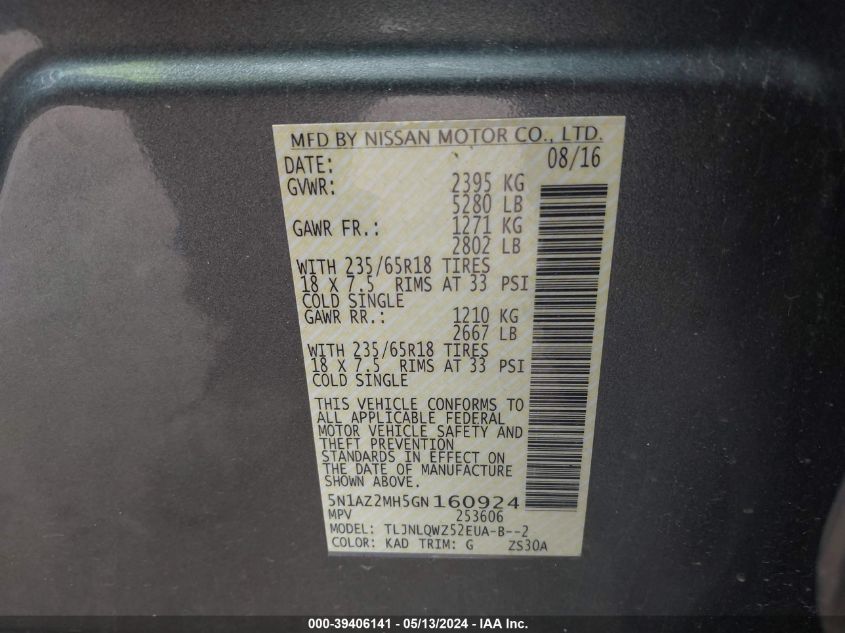 MFD BY NISSAN MOTOR CO., LTD.
DATE: 08/16
GVWR: 2395 KG
5280 LB
GAWR FR.: 1271 KG
2802 LB
WITH 235/65R18 TIRES
18 X 7.5 RIMS AT 33 PSI
COLD SINGLE
GAWR RR.: 1210 KG
2667 LB
WITH 235/65R18 TIRES
18 X 7.5 RIMS AT 33 PSI
COLD SINGLE
THIS VEHICLE CONFORMS TO
ALL APPLICABLE FEDERAL
MOTOR VEHICLE SAFETY AND
THEFT PREVENTION
STANDARDS IN EFFECT ON
THE DATE OF MANUFACTURE
SHOWN ABOVE.
5N1AZ2MH5GN160924
MPV 253606
MODEL: TLJNLQWZ52EUA-B--2
COLOR: KAD TRIM: G ZS30A
000-39406141 - 05/13/2024 - IAA Inc.